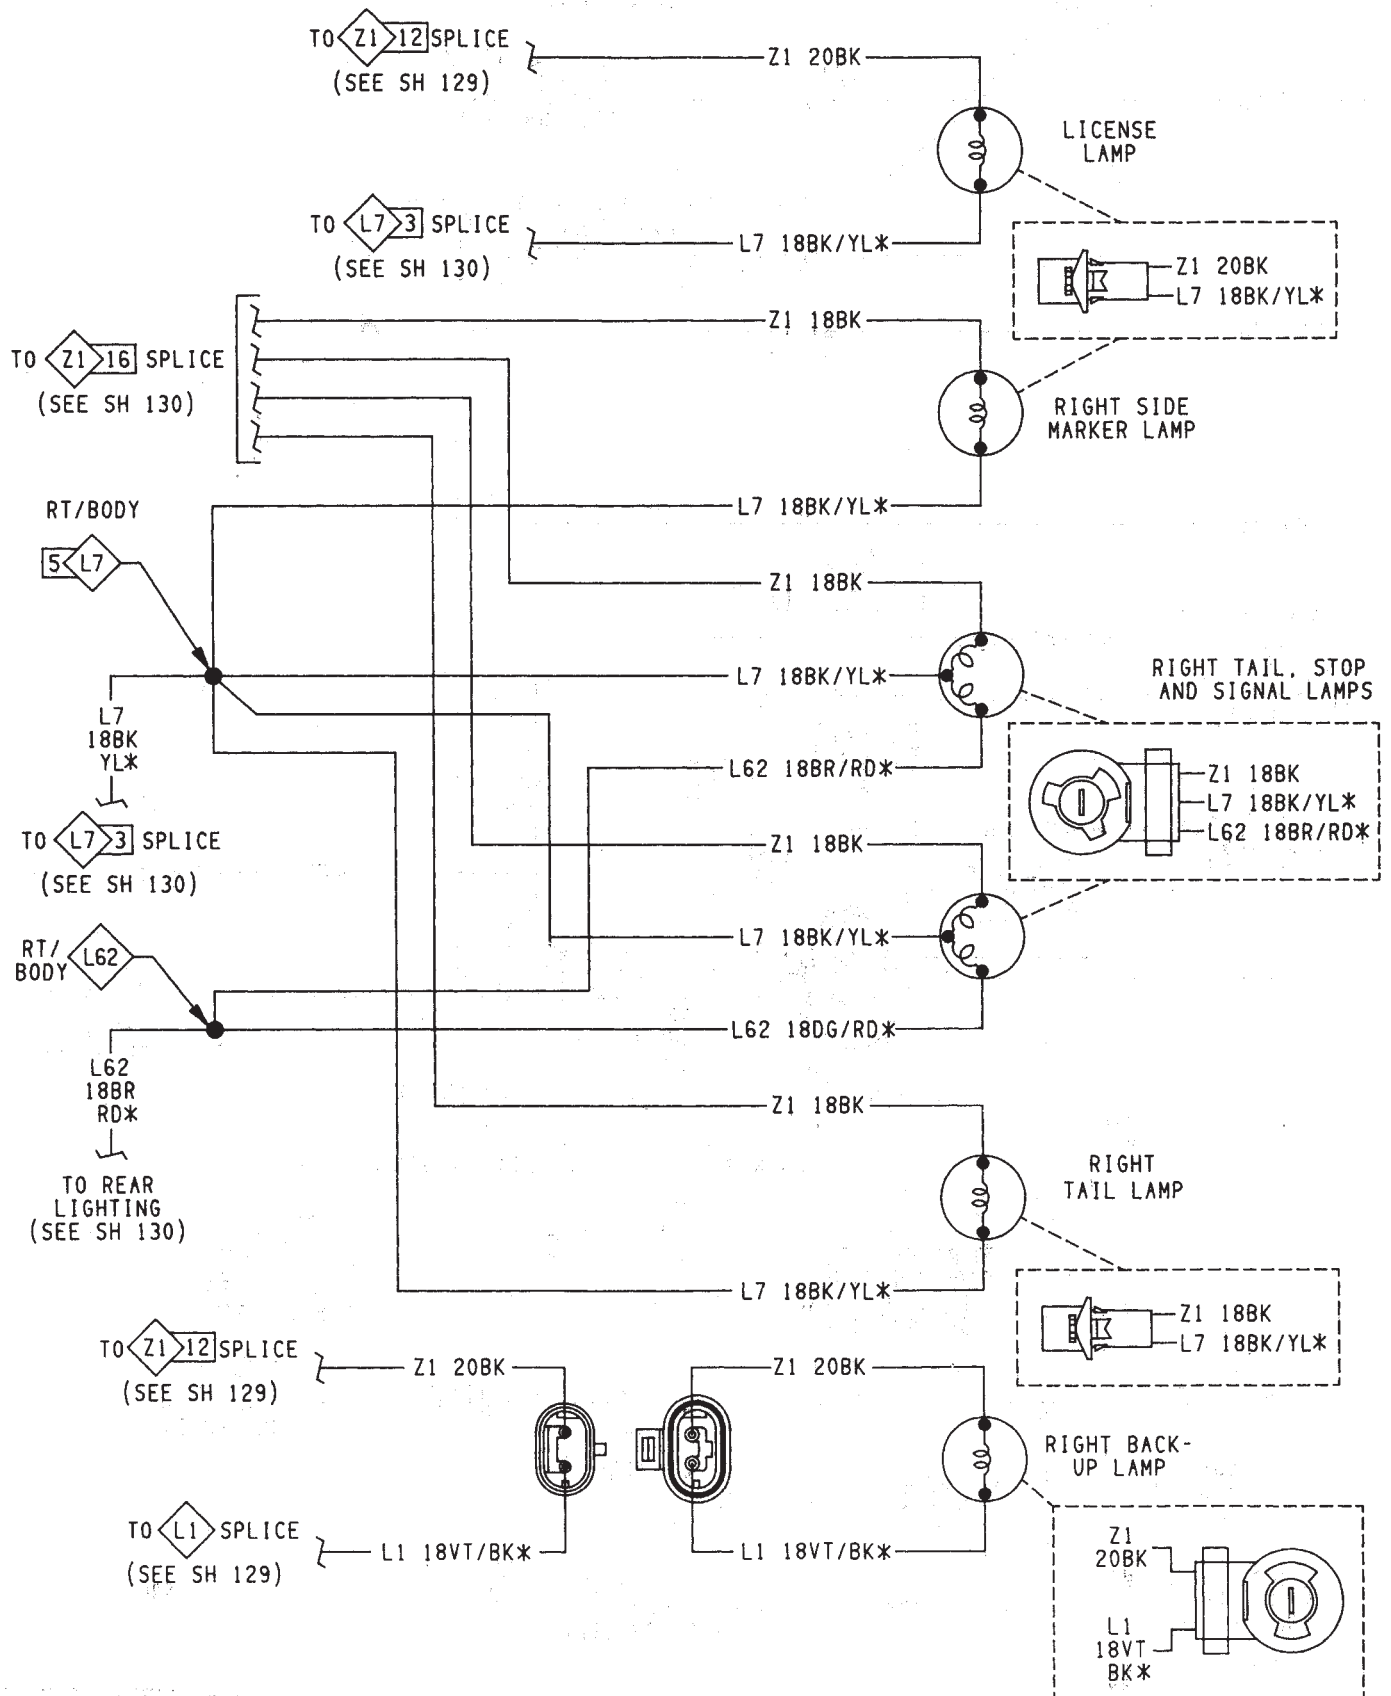 TO Z1 12 SPLICE
(SEE SH 129)
Z1 20BK
LICENSE
LAMP
TO L7 3 SPLICE
(SEE SH 130)
L7 18BK/YL*
Z1 20BK
L7 18BK/YL*
TO Z1 16 SPLICE
(SEE SH 130)
Z1 18BK
RIGHT SIDE
MARKER LAMP
L7 18BK/YL*
RT/BODY
5 L7
Z1 18BK
L7 18BK/YL*
RIGHT TAIL, STOP
AND SIGNAL LAMPS
L7
18BK
YL*
L62 18BR/RD*
Z1 18BK
L7 18BK/YL*
L62 18BR/RD*
TO L7 3 SPLICE
(SEE SH 130)
Z1 18BK
L7 18BK/YL*
RT/
BODY
L62
L62 18DG/RD*
L62
18BR
RD*
TO REAR
LIGHTING
(SEE SH 130)
Z1 18BK
RIGHT
TAIL LAMP
L7 18BK/YL*
Z1 18BK
L7 18BK/YL*
TO Z1 12 SPLICE
(SEE SH 129)
Z1 20BK
Z1 20BK
RIGHT BACK-
UP LAMP
TO L1 SPLICE
(SEE SH 129)
L1 18VT/BK*
L1 18VT/BK*
Z1
20BK
L1
18VT
BK*